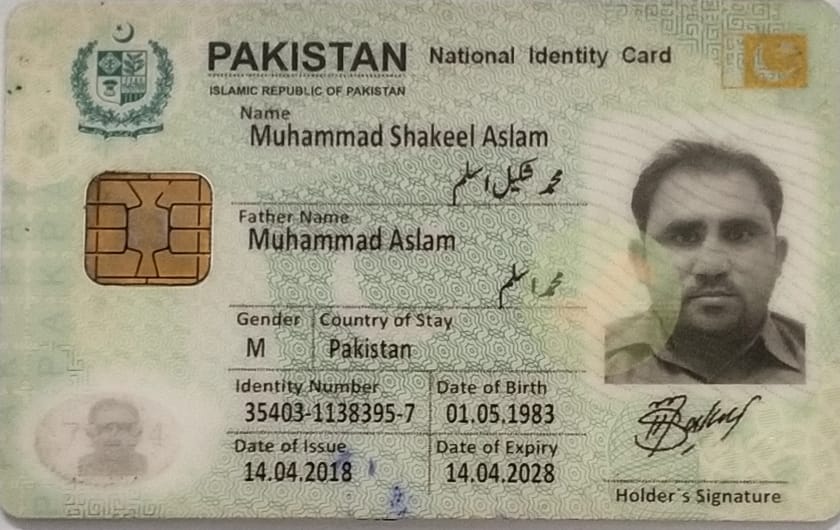 PAKISTAN National Identity Card
ISLAMIC REPUBLIC OF PAKISTAN
Name
Muhammad Shakeel Aslam
محمد شکیل اسلم
Father Name
Muhammad Aslam
محمد اسلم
Gender Country of Stay
M Pakistan
Identity Number Date of Birth
35403-1138395-7 01.05.1983
Date of Issue Date of Expiry
14.04.2018 14.04.2028
Holder's Signature